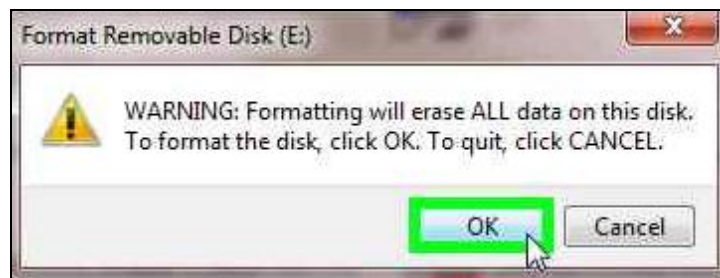 Format Removable Disk (E:)
WARNING: Formatting will erase ALL data on this disk.
To format the disk, click OK. To quit, click CANCEL.
OK Cancel